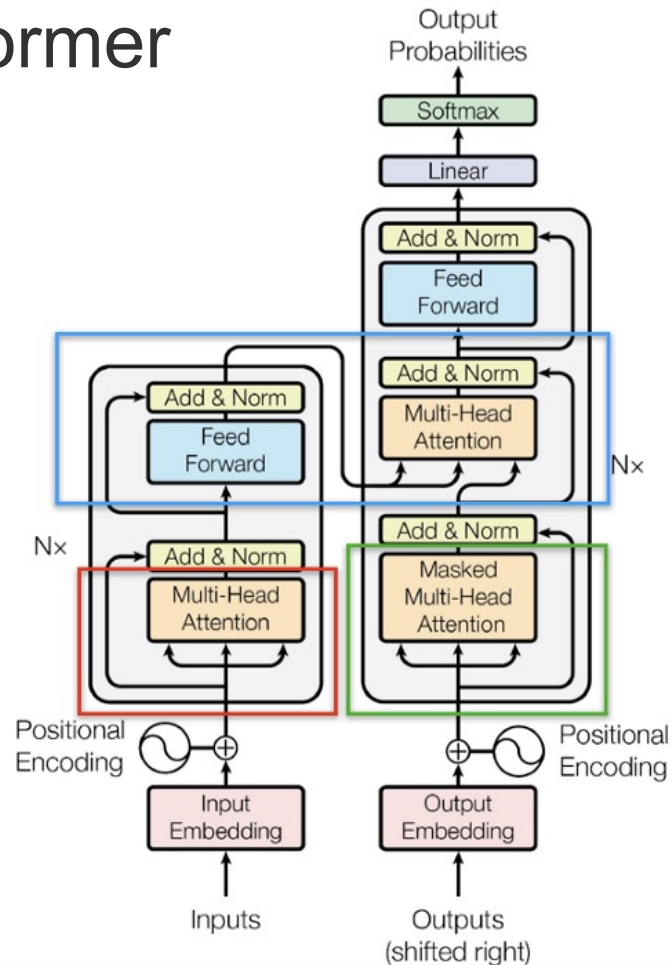 ormer
Output
Probabilities
Softmax
Linear
Add & Norm
Feed
Forward
Add & Norm
Multi-Head
Attention
Nx
Add & Norm
Masked
Multi-Head
Attention
Add & Norm
Feed
Forward
Nx
Add & Norm
Multi-Head
Attention
Positional
Encoding
Positional
Encoding
Input
Embedding
Output
Embedding
Inputs
Outputs
(shifted right)